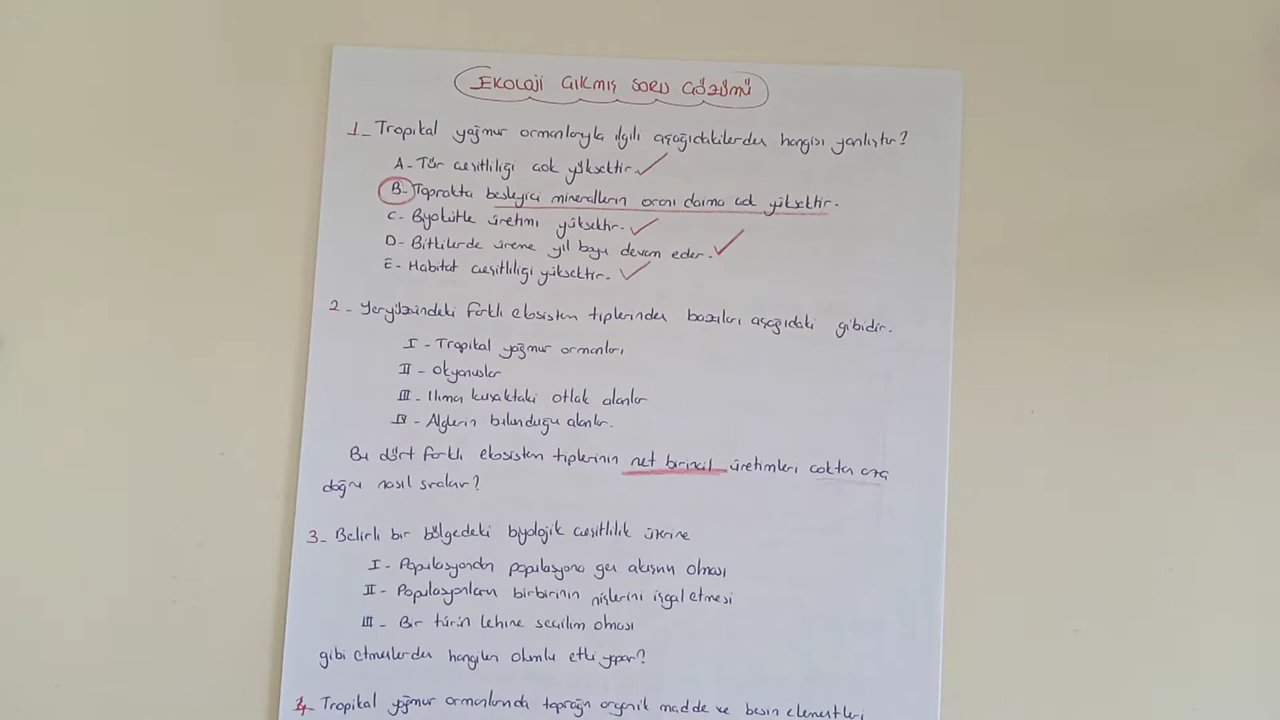 EKOLOJİ ÇIKMIŞ SORU ÇÖZÜMÜ
1_ Tropikal yağmur ormanlarıyla ilgili aşağıdakilerden hangisi yanlıştır?
A- Tür çeşitliliği çok yüksektir.
B- Toprakta besleyici minerallerin oranı daima çok yüksektir.
C- Biyokütle üretimi yüksektir.
D- Bitkilerde üreme yıl boyu devam eder.
E- Habitat çeşitliliği yüksektir.
2- Yeryüzündeki farklı ekosistem tiplerinden bazıları aşağıdaki gibidir.
I - Tropikal yağmur ormanları
II - Okyanuslar
III - Ilıman kuşaktaki otlak alanlar
IV - Alglerin bulunduğu alanlar.
Bu dört farklı ekosistem tiplerinin net birincil üretimleri çoktan aza
doğru nasıl sıralanır?
3_ Belirli bir bölgedeki biyolojik çeşitlilik üzerine
I - Populasyondan populasyona gen akışının olması
II - Populasyonların birbirinin nişlerini işgal etmesi
III - Bir türün lehine seçilim olması
gibi etmenlerden hangileri olumlu etki yapar?
4_ Tropikal yağmur ormanlarında toprağın organik madde ve besin elementleri